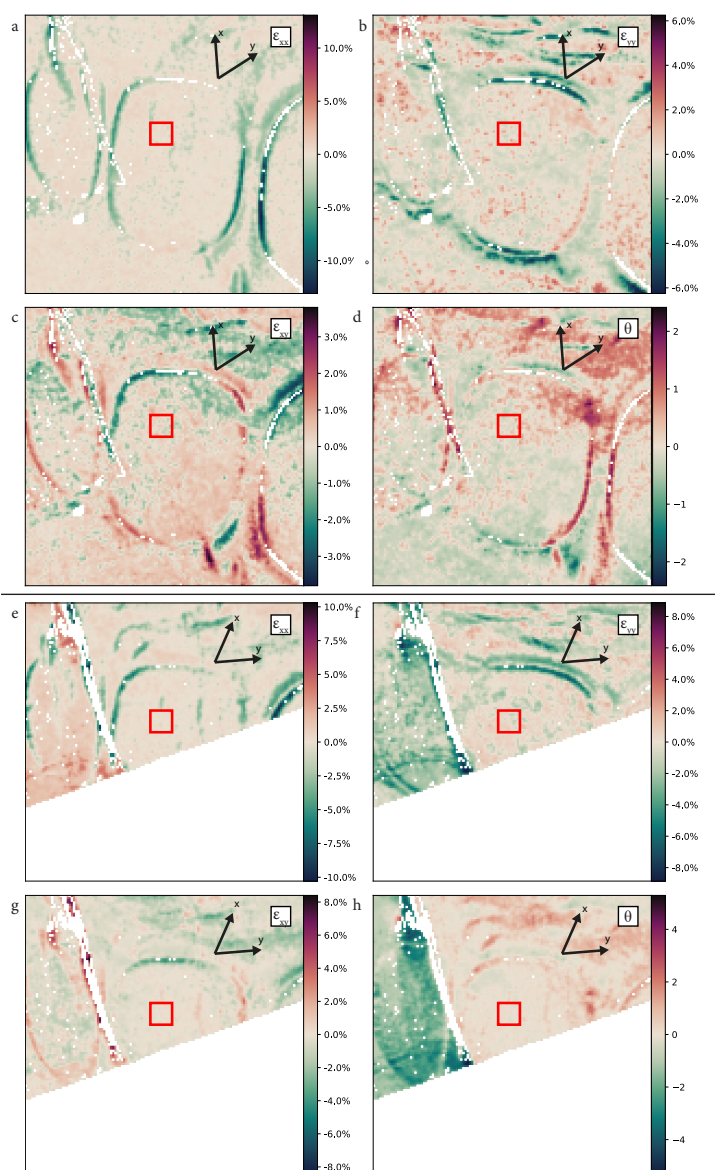 a
x
y
εxx
10.0%
5.0%
0.0%
-5.0%
-10.0%
b
x
y
εyy
6.0%
4.0%
2.0%
0.0%
-2.0%
-4.0%
-6.0%
°
c
x
y
εxy
3.0%
2.0%
1.0%
0.0%
-1.0%
-2.0%
-3.0%
d
x
y
θ
2
1
0
−1
−2
e
x
y
εxx
10.0%
7.5%
5.0%
2.5%
0.0%
-2.5%
-5.0%
-7.5%
-10.0%
f
x
y
εyy
8.0%
6.0%
4.0%
2.0%
0.0%
-2.0%
-4.0%
-6.0%
-8.0%
g
x
y
εxy
8.0%
6.0%
4.0%
2.0%
0.0%
-2.0%
-4.0%
-6.0%
-8.0%
h
x
y
θ
4
2
0
−2
−4